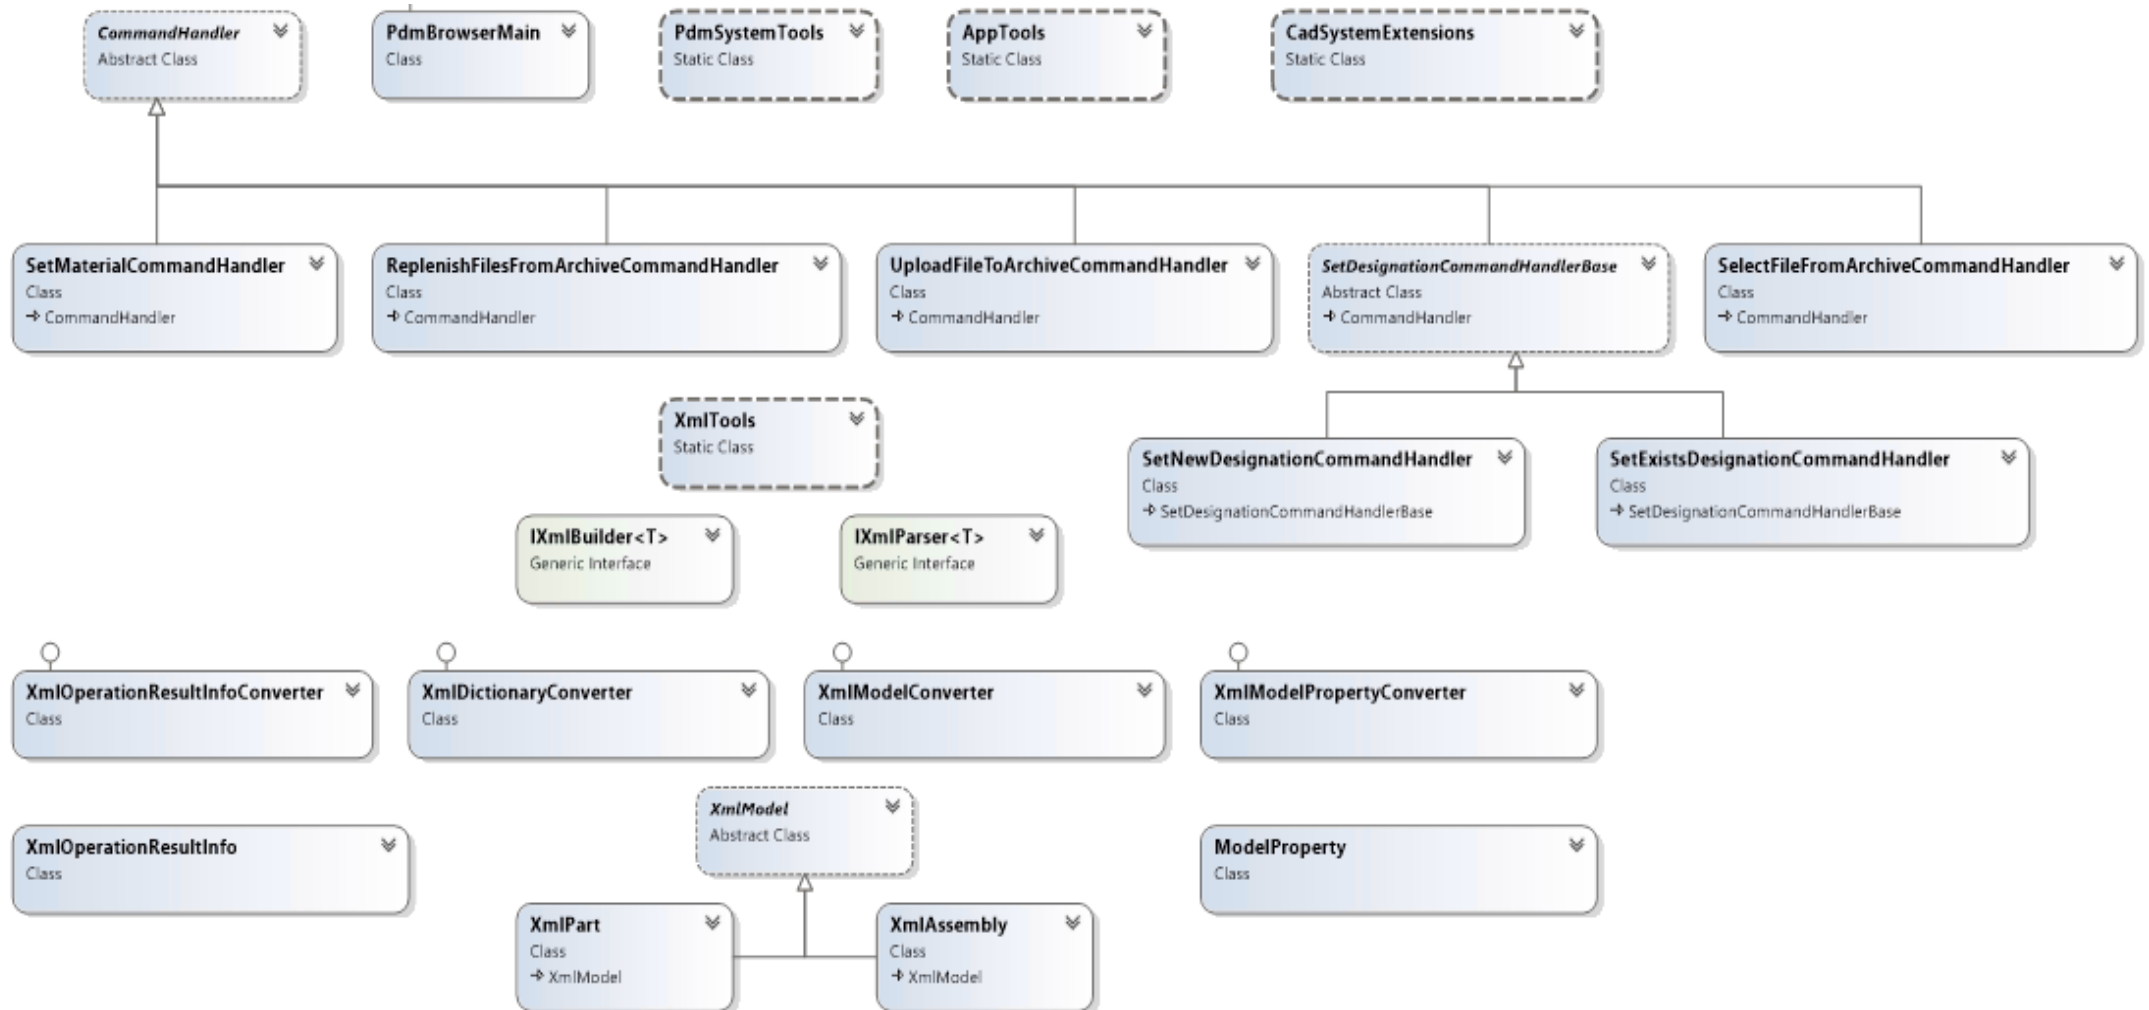 CommandHandler
Abstract Class
PdmBrowserMain
Class
PdmSystemTools
Static Class
AppTools
Static Class
CadSystemExtensions
Static Class
SetMaterialCommandHandler
Class
CommandHandler
ReplenishFilesFromArchiveCommandHandler
Class
CommandHandler
UploadFileToArchiveCommandHandler
Class
CommandHandler
SetDesignationCommandHandlerBase
Abstract Class
CommandHandler
SelectFileFromArchiveCommandHandler
Class
CommandHandler
XmlTools
Static Class
SetNewDesignationCommandHandler
Class
SetDesignationCommandHandlerBase
SetExistsDesignationCommandHandler
Class
SetDesignationCommandHandlerBase
IXmlBuilder<T>
Generic Interface
IXmlParser<T>
Generic Interface
XmlOperationResultInfoConverter
Class
XmlDictionaryConverter
Class
XmlModelConverter
Class
XmlModelPropertyConverter
Class
XmlOperationResultInfo
Class
XmlModel
Abstract Class
ModelProperty
Class
XmlPart
Class
XmlModel
XmlAssembly
Class
XmlModel